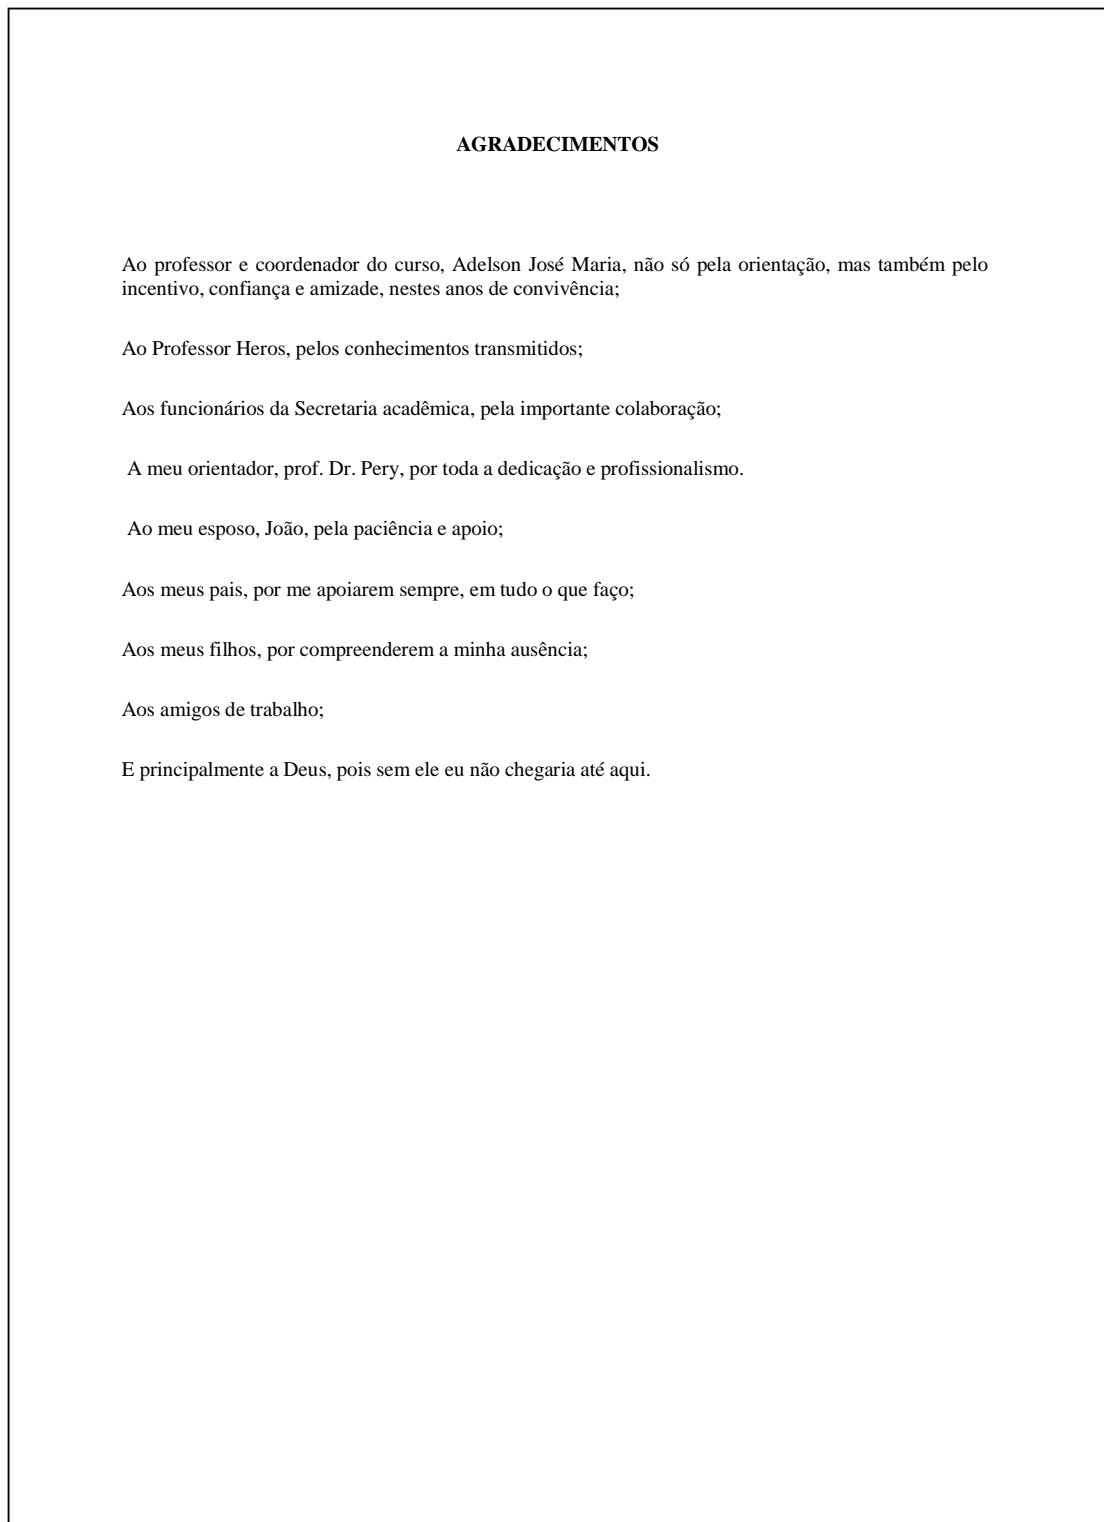 AGRADECIMENTOS
Ao professor e coordenador do curso, Adelson José Maria, não só pela orientação, mas também pelo
incentivo, confiança e amizade, nestes anos de convivência;
Ao Professor Heros, pelos conhecimentos transmitidos;
Aos funcionários da Secretaria acadêmica, pela importante colaboração;
A meu orientador, prof. Dr. Pery, por toda a dedicação e profissionalismo.
Ao meu esposo, João, pela paciência e apoio;
Aos meus pais, por me apoiarem sempre, em tudo o que faço;
Aos meus filhos, por compreenderem a minha ausência;
Aos amigos de trabalho;
E principalmente a Deus, pois sem ele eu não chegaria até aqui.